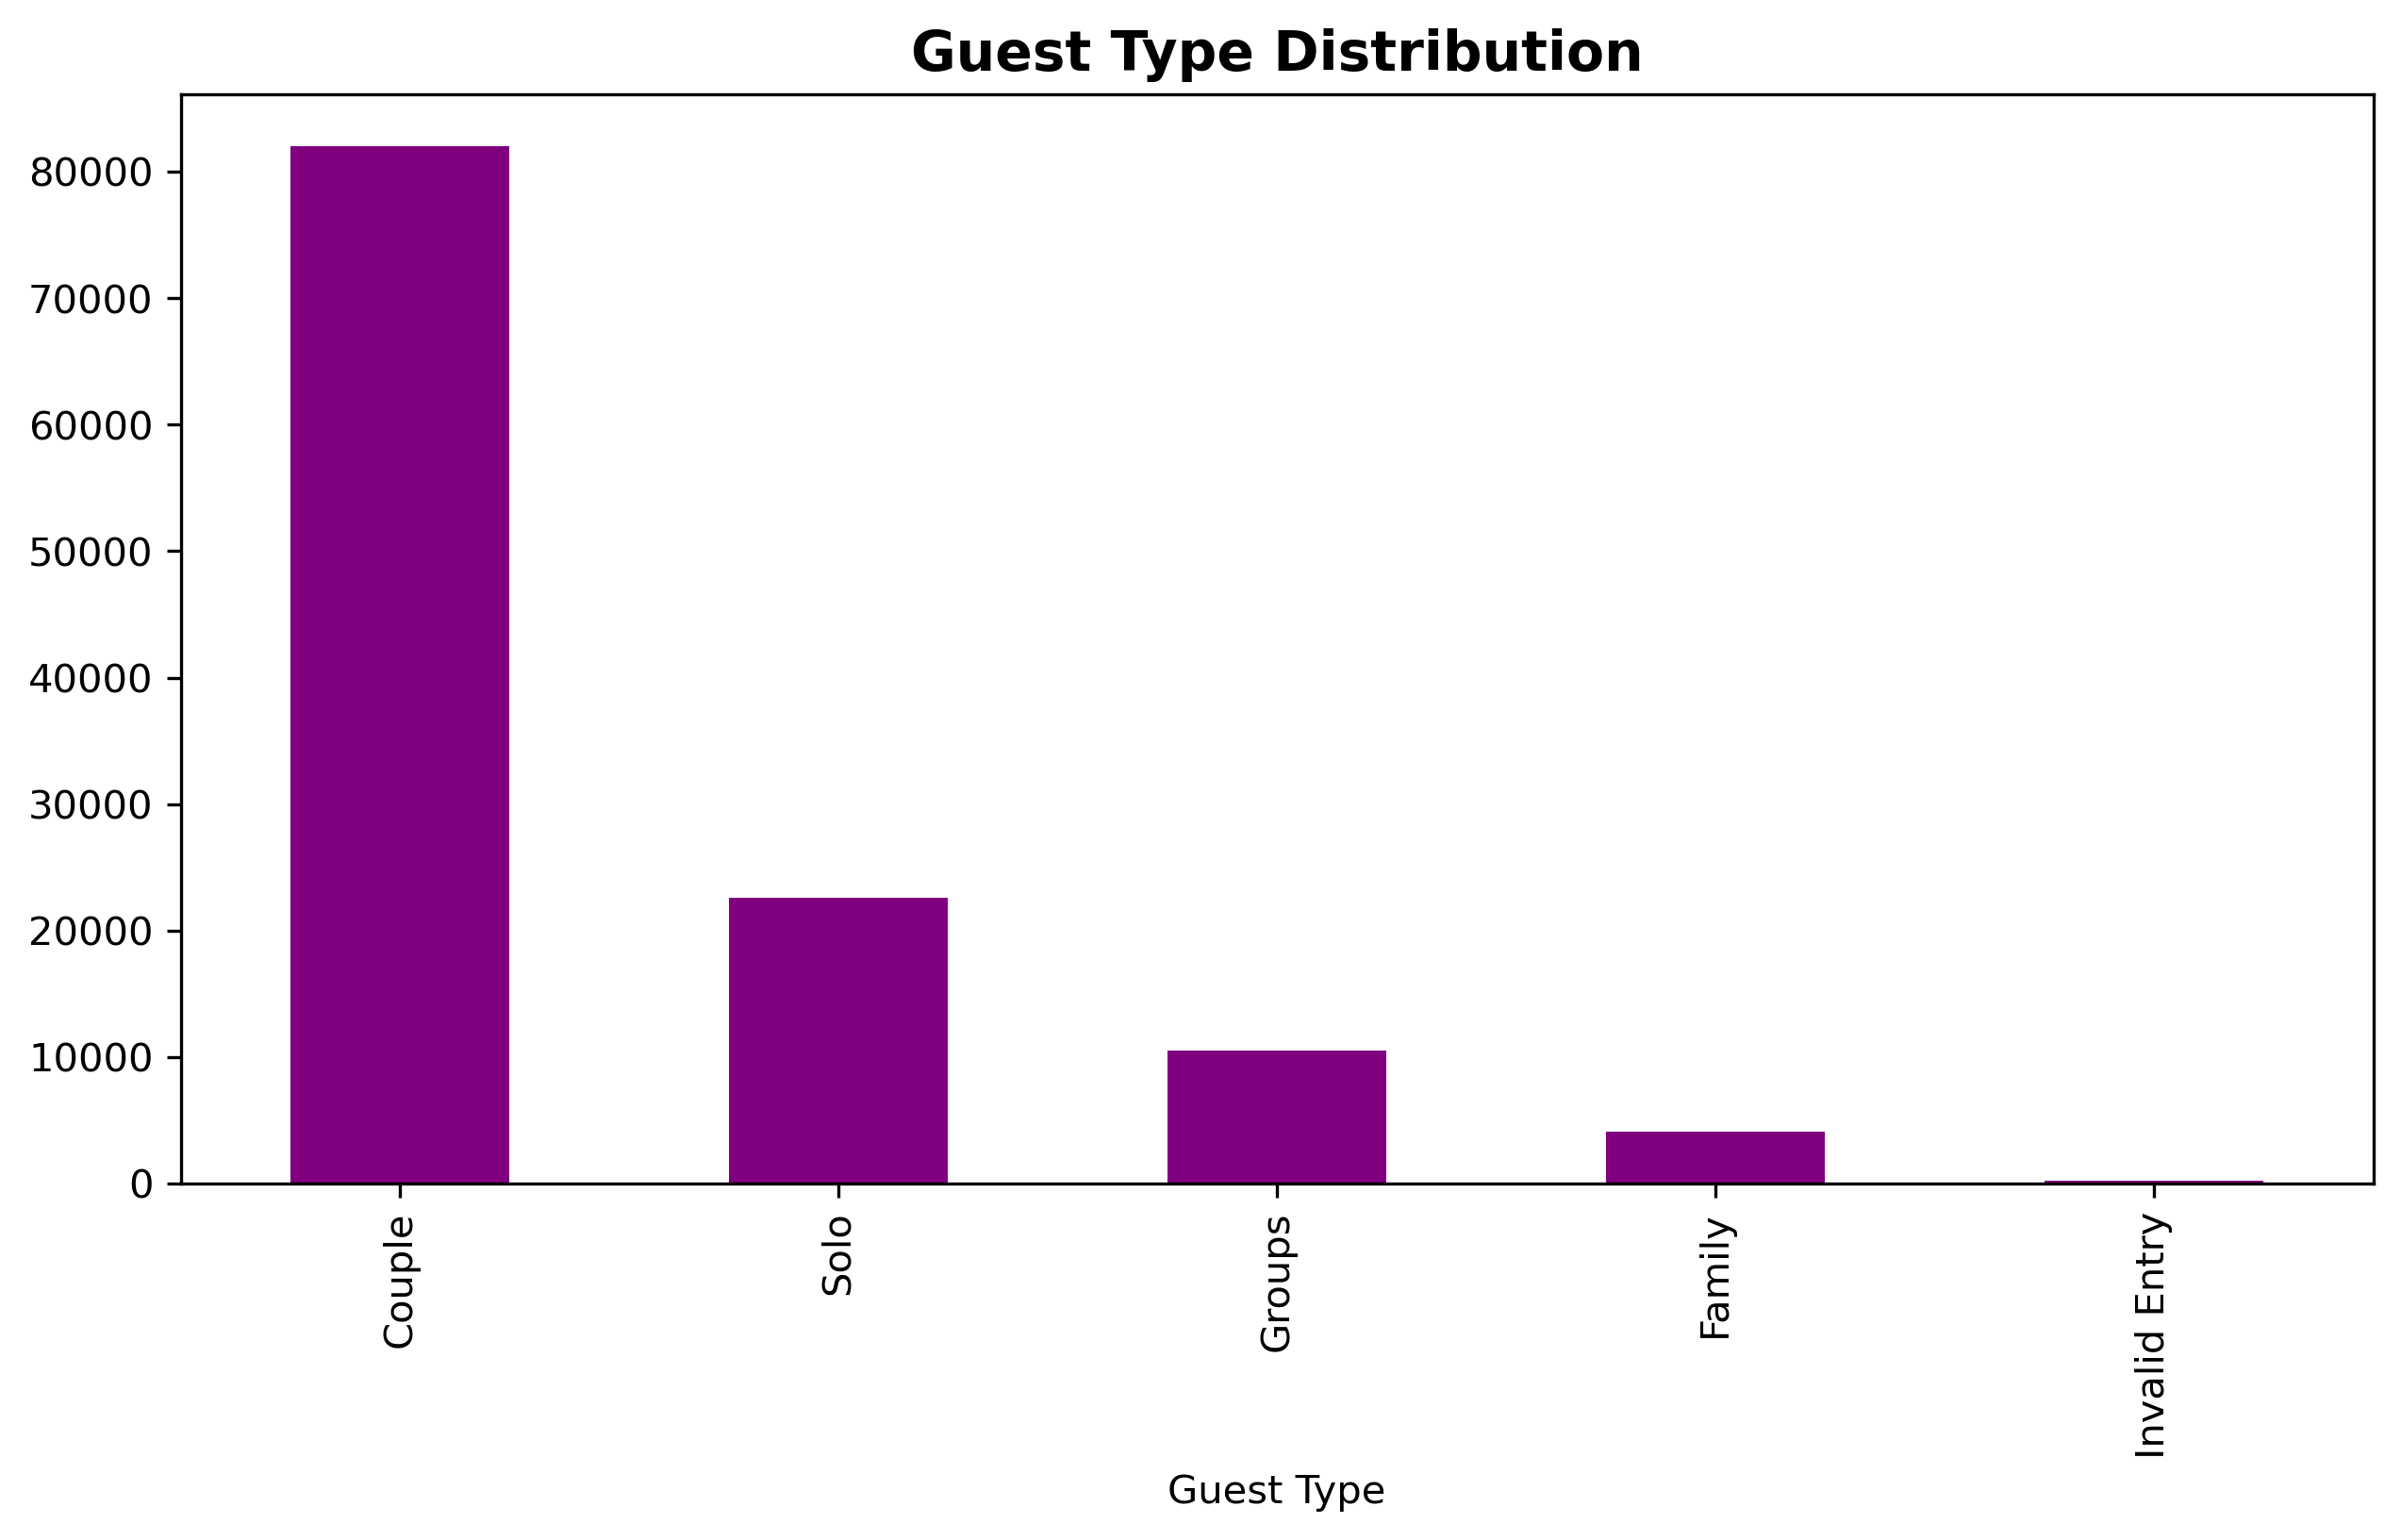 Guest Type Distribution
80000
70000
60000
50000
40000
30000
20000
10000
0
Couple
Solo
Groups
Family
Invalid Entry
Guest Type